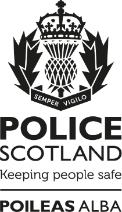 SEMPER VIGILO
POLICE
SCOTLAND
Keeping people safe
POILEAS ALBA